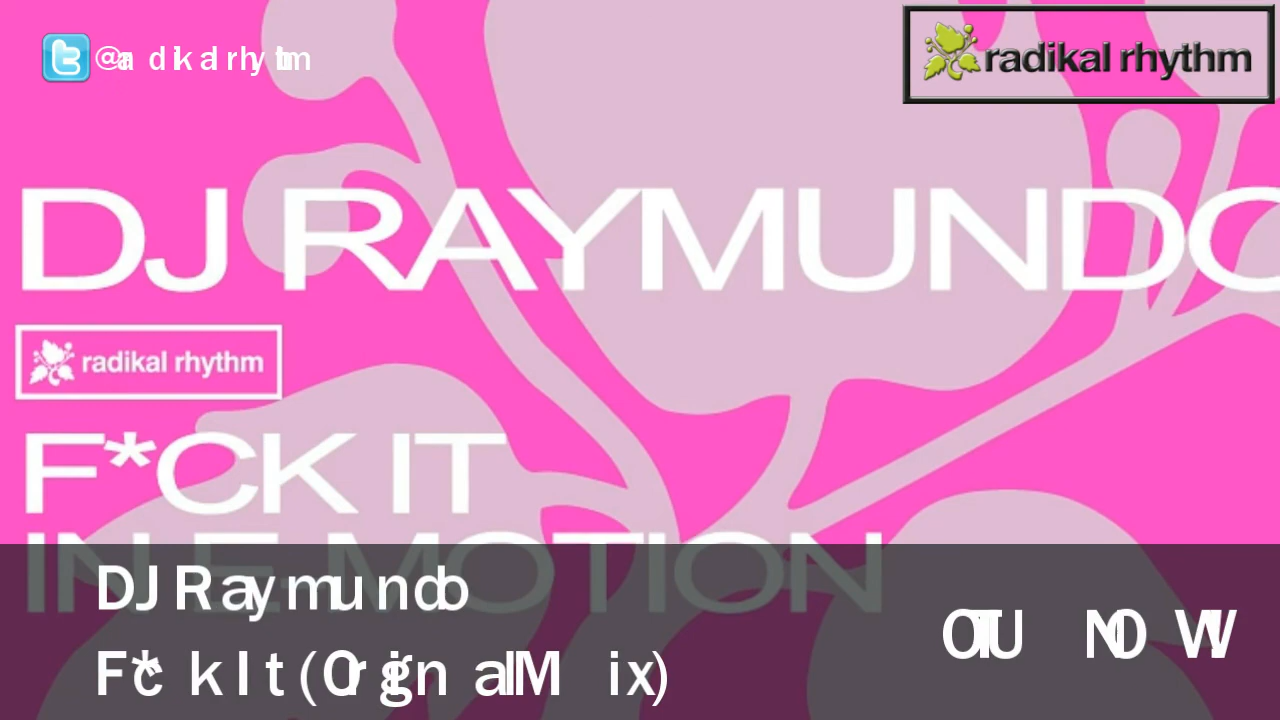 @radikalrhythm
radikal rhythm
DJ RAYMUNDO
radikal rhythm
F*CK IT
IN E-MOTION
DJ Raymundo
F*ck It (Original Mix)
OUT NOW